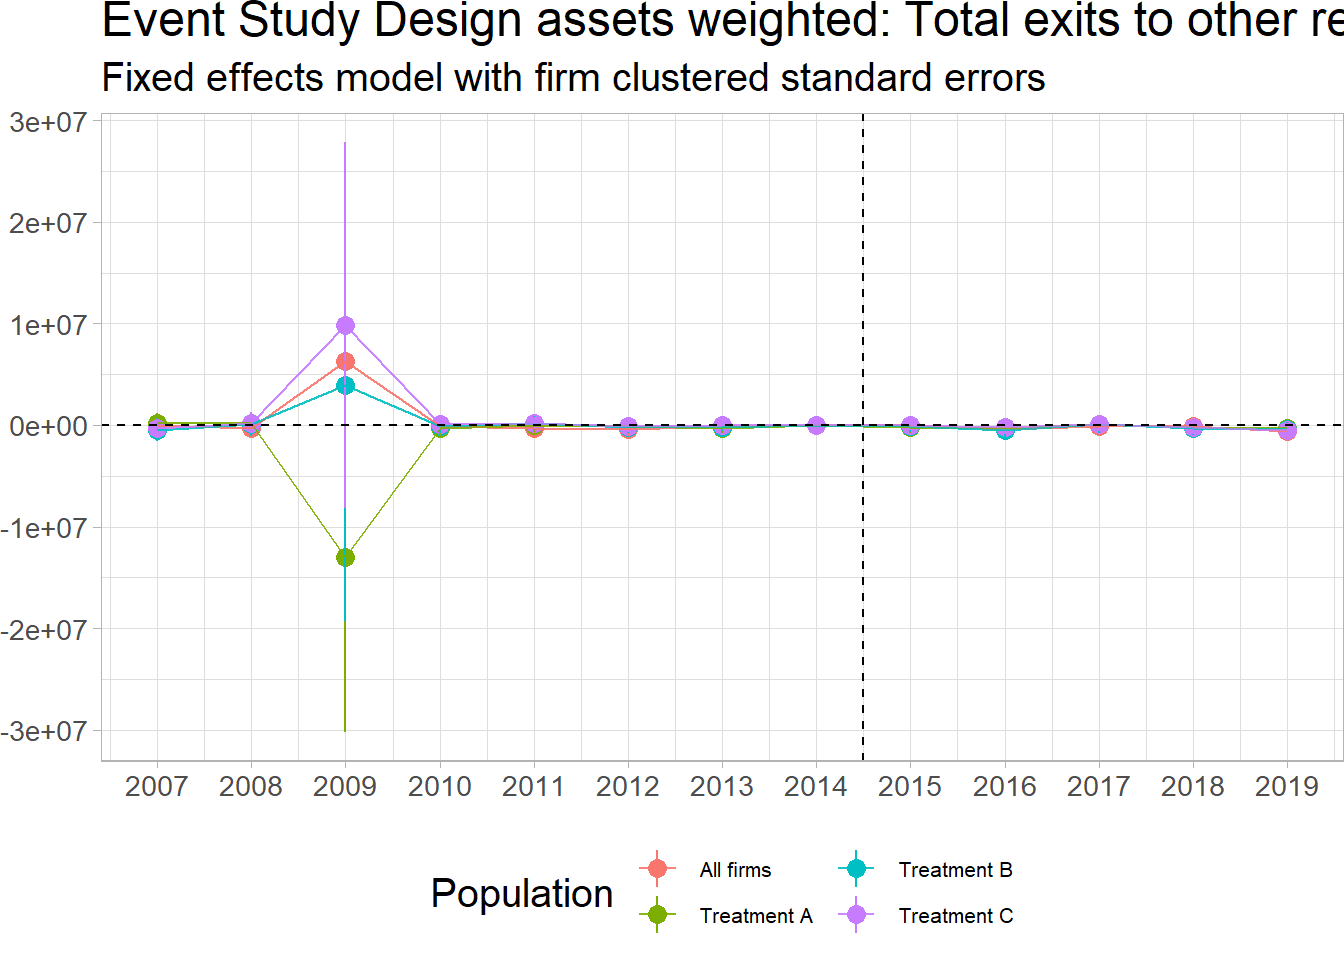 Event Study Design assets weighted: Total exits to other re
Fixed effects model with firm clustered standard errors
3e+07
2e+07
1e+07
0e+00
-1e+07
-2e+07
-3e+07
2007 2008 2009 2010 2011 2012 2013 2014 2015 2016 2017 2018 2019
Population
All firms
Treatment B
Treatment A
Treatment C